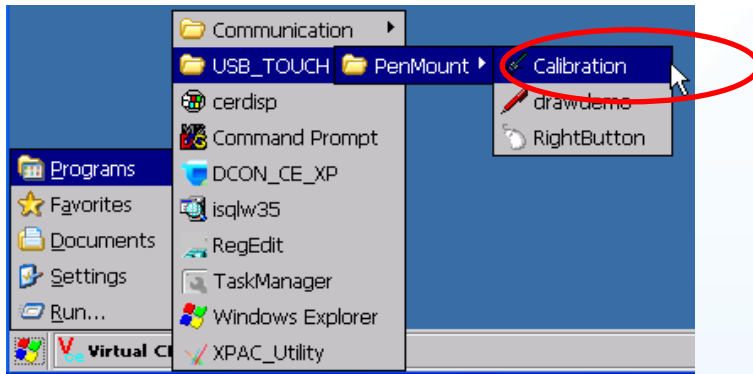 Communication
USB_TOUCH
PenMount
Calibration
cerdisp
drawdemo
Command Prompt
RightButton
Programs
DCON_CE_XP
Favorites
isqlw35
Documents
RegEdit
Settings
TaskManager
Run...
Windows Explorer
Virtual
XPAC_Utility